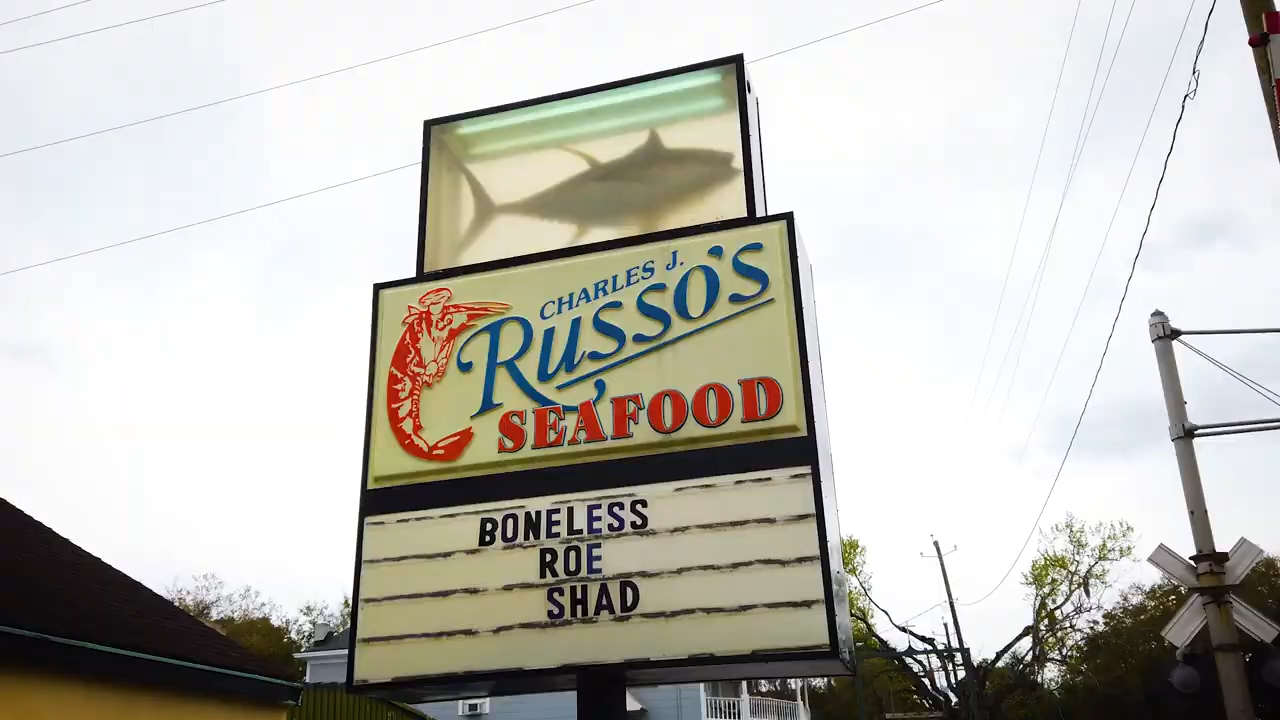 CHARLES J.
RUSSO'S
SEAFOOD
BONELESS
ROE
SHAD